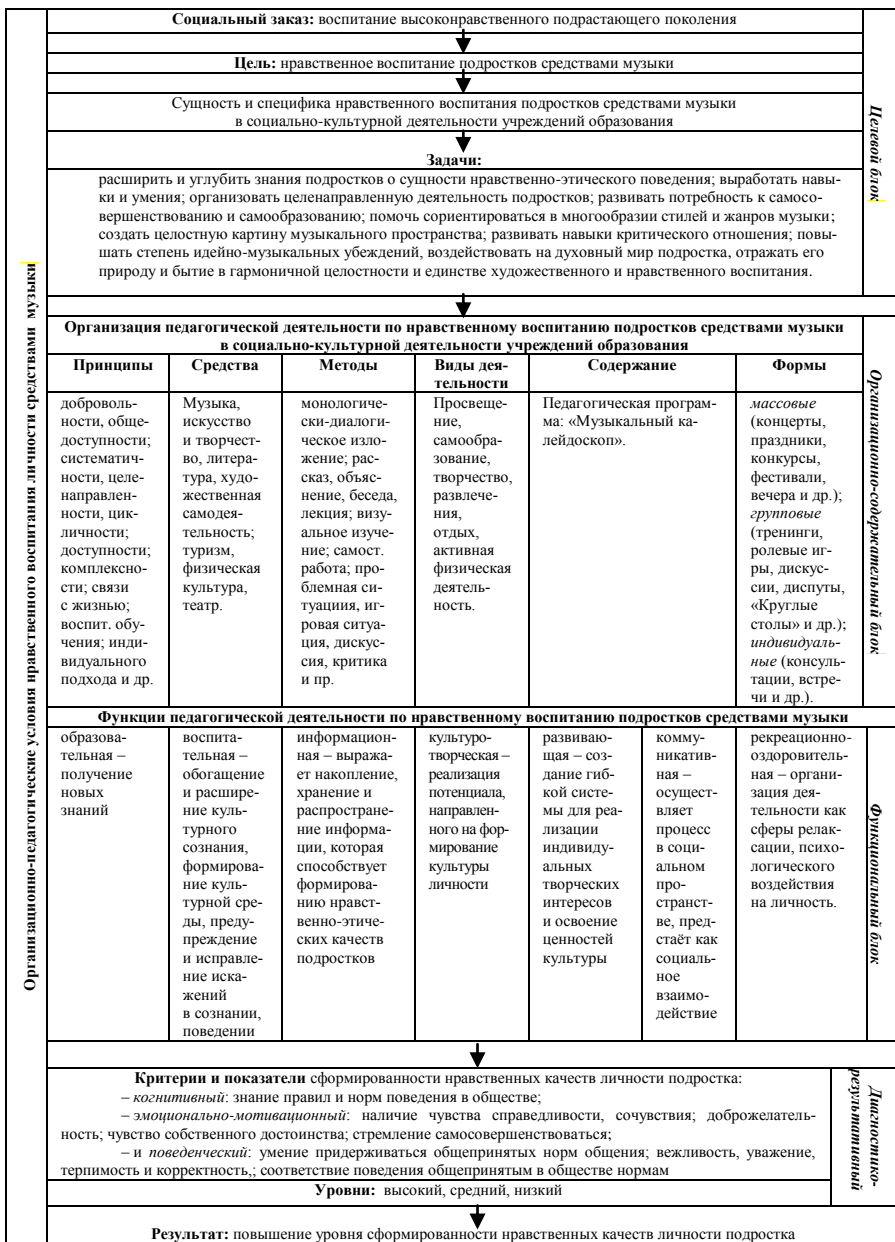 Социальный заказ: воспитание высоконравственного подрастающего поколения
Цель: нравственное воспитание подростков средствами музыки
Сущность и специфика нравственного воспитания подростков средствами музыки
в социально-культурной деятельности учреждений образования
Задачи:
расширить и углубить знания подростков о сущности нравственно-этического поведения; выработать навы-
ки и умения; организовать целенаправленную деятельность подростков; развивать потребность к самосо-
вершенствованию и самообразованию; помочь сориентироваться в многообразии стилей и жанров музыки;
создать целостную картину музыкального пространства; развивать навыки критического отношения; повы-
шать степень идейно-музыкальных убеждений, воздействовать на духовный мир подростка, отражать его
природу и бытие в гармоничной целостности и единстве художественного и нравственного воспитания.
Целевой блок
Организационно-педагогические условия нравственного воспитания личности средствами музыки
Организация педагогической деятельности по нравственному воспитанию подростков средствами музыки
в социально-культурной деятельности учреждений образования
Принципы
доброволь-
ности, обще-
доступности;
систематич-
ности, целе-
направлен-
ности, цик-
личности;
доступности;
комплексно-
сти; связи
с жизнью;
воспит. обу-
чения; инди-
видуального
подхода и др.
Средства
Музыка,
искусство
и творчест-
во, литера-
тура, худо-
жественная
самодея-
тельность;
туризм,
физическая
культура,
театр.
Методы
монологиче-
ски-диалоги-
ческое изло-
жение; рас-
сказ, объяс-
нение, беседа,
лекция; визу-
альное изуче-
ние; самост.
работа; про-
блемная си-
туациия, иг-
ровая ситуа-
ция, дискус-
сия, критика
и пр.
Виды дея-
тельности
Просвеще-
ние,
самообра-
зование,
творчество,
развлече-
ния,
отдых,
активная
физическая
деятель-
ность.
Содержание
Педагогическая програм-
ма: «Музыкальный ка-
лейдоскоп».
Формы
массовые
(концерты,
праздники,
конкурсы,
фестивали,
вечера и др.);
групповые
(тренинги,
ролевые иг-
ры, дискус-
сии, диспуты,
«Круглые
столы» и др.);
индивидуаль-
ные (консуль-
тации, встре-
чи и др.).
Организационно-содержательный блок
Функции педагогической деятельности по нравственному воспитанию подростков средствами музыки
образова-
тельная –
получение
новых
знаний
воспита-
тельная –
обогащение
и расшире-
ние куль-
турного
сознания,
формирова-
ние куль-
турной сре-
ды, преду-
преждение
и исправле-
ние иска-
жений
в сознании,
поведении
информацион-
ная – выража-
ет накопление,
хранение и
распростране-
ние информа-
ции, которая
способствует
формирова-
нию нравст-
венно-этиче-
ских качеств
подростков
культуро-
творческая –
реализация
потенциала,
направлен-
ного на фор-
мирование
культуры
личности
развиваю-
щая – соз-
дание гиб-
кой систе-
мы для реа-
лизации
индивиду-
альных
творческих
интересов
и освоение
ценностей
культуры
комму-
никатив-
ная –
осущест-
вляет
процесс
в соци-
альном
про-
странст-
ве, пред-
стаёт как
социаль-
ное
взаимо-
действие
рекреационно-
оздоровитель-
ная – органи-
зация дея-
тельности как
сферы релак-
сации, психо-
логического
воздействия
на личность.
Функциональный блок
Критерии и показатели сформированности нравственных качеств личности подростка:
– когнитивный: знание правил и норм поведения в обществе;
– эмоционально-мотивационный: наличие чувства справедливости, сочувствия; доброжелатель-
ность; чувство собственного достоинства; стремление самосовершенствоваться;
– и поведенческий: умение придерживаться общепринятых норм общения; вежливость, уважение,
терпимость и корректность,; соответствие поведения общепринятым в обществе нормам
Уровни: высокий, средний, низкий
Диагностико-
результативный
Результат: повышение уровня сформированности нравственных качеств личности подростка